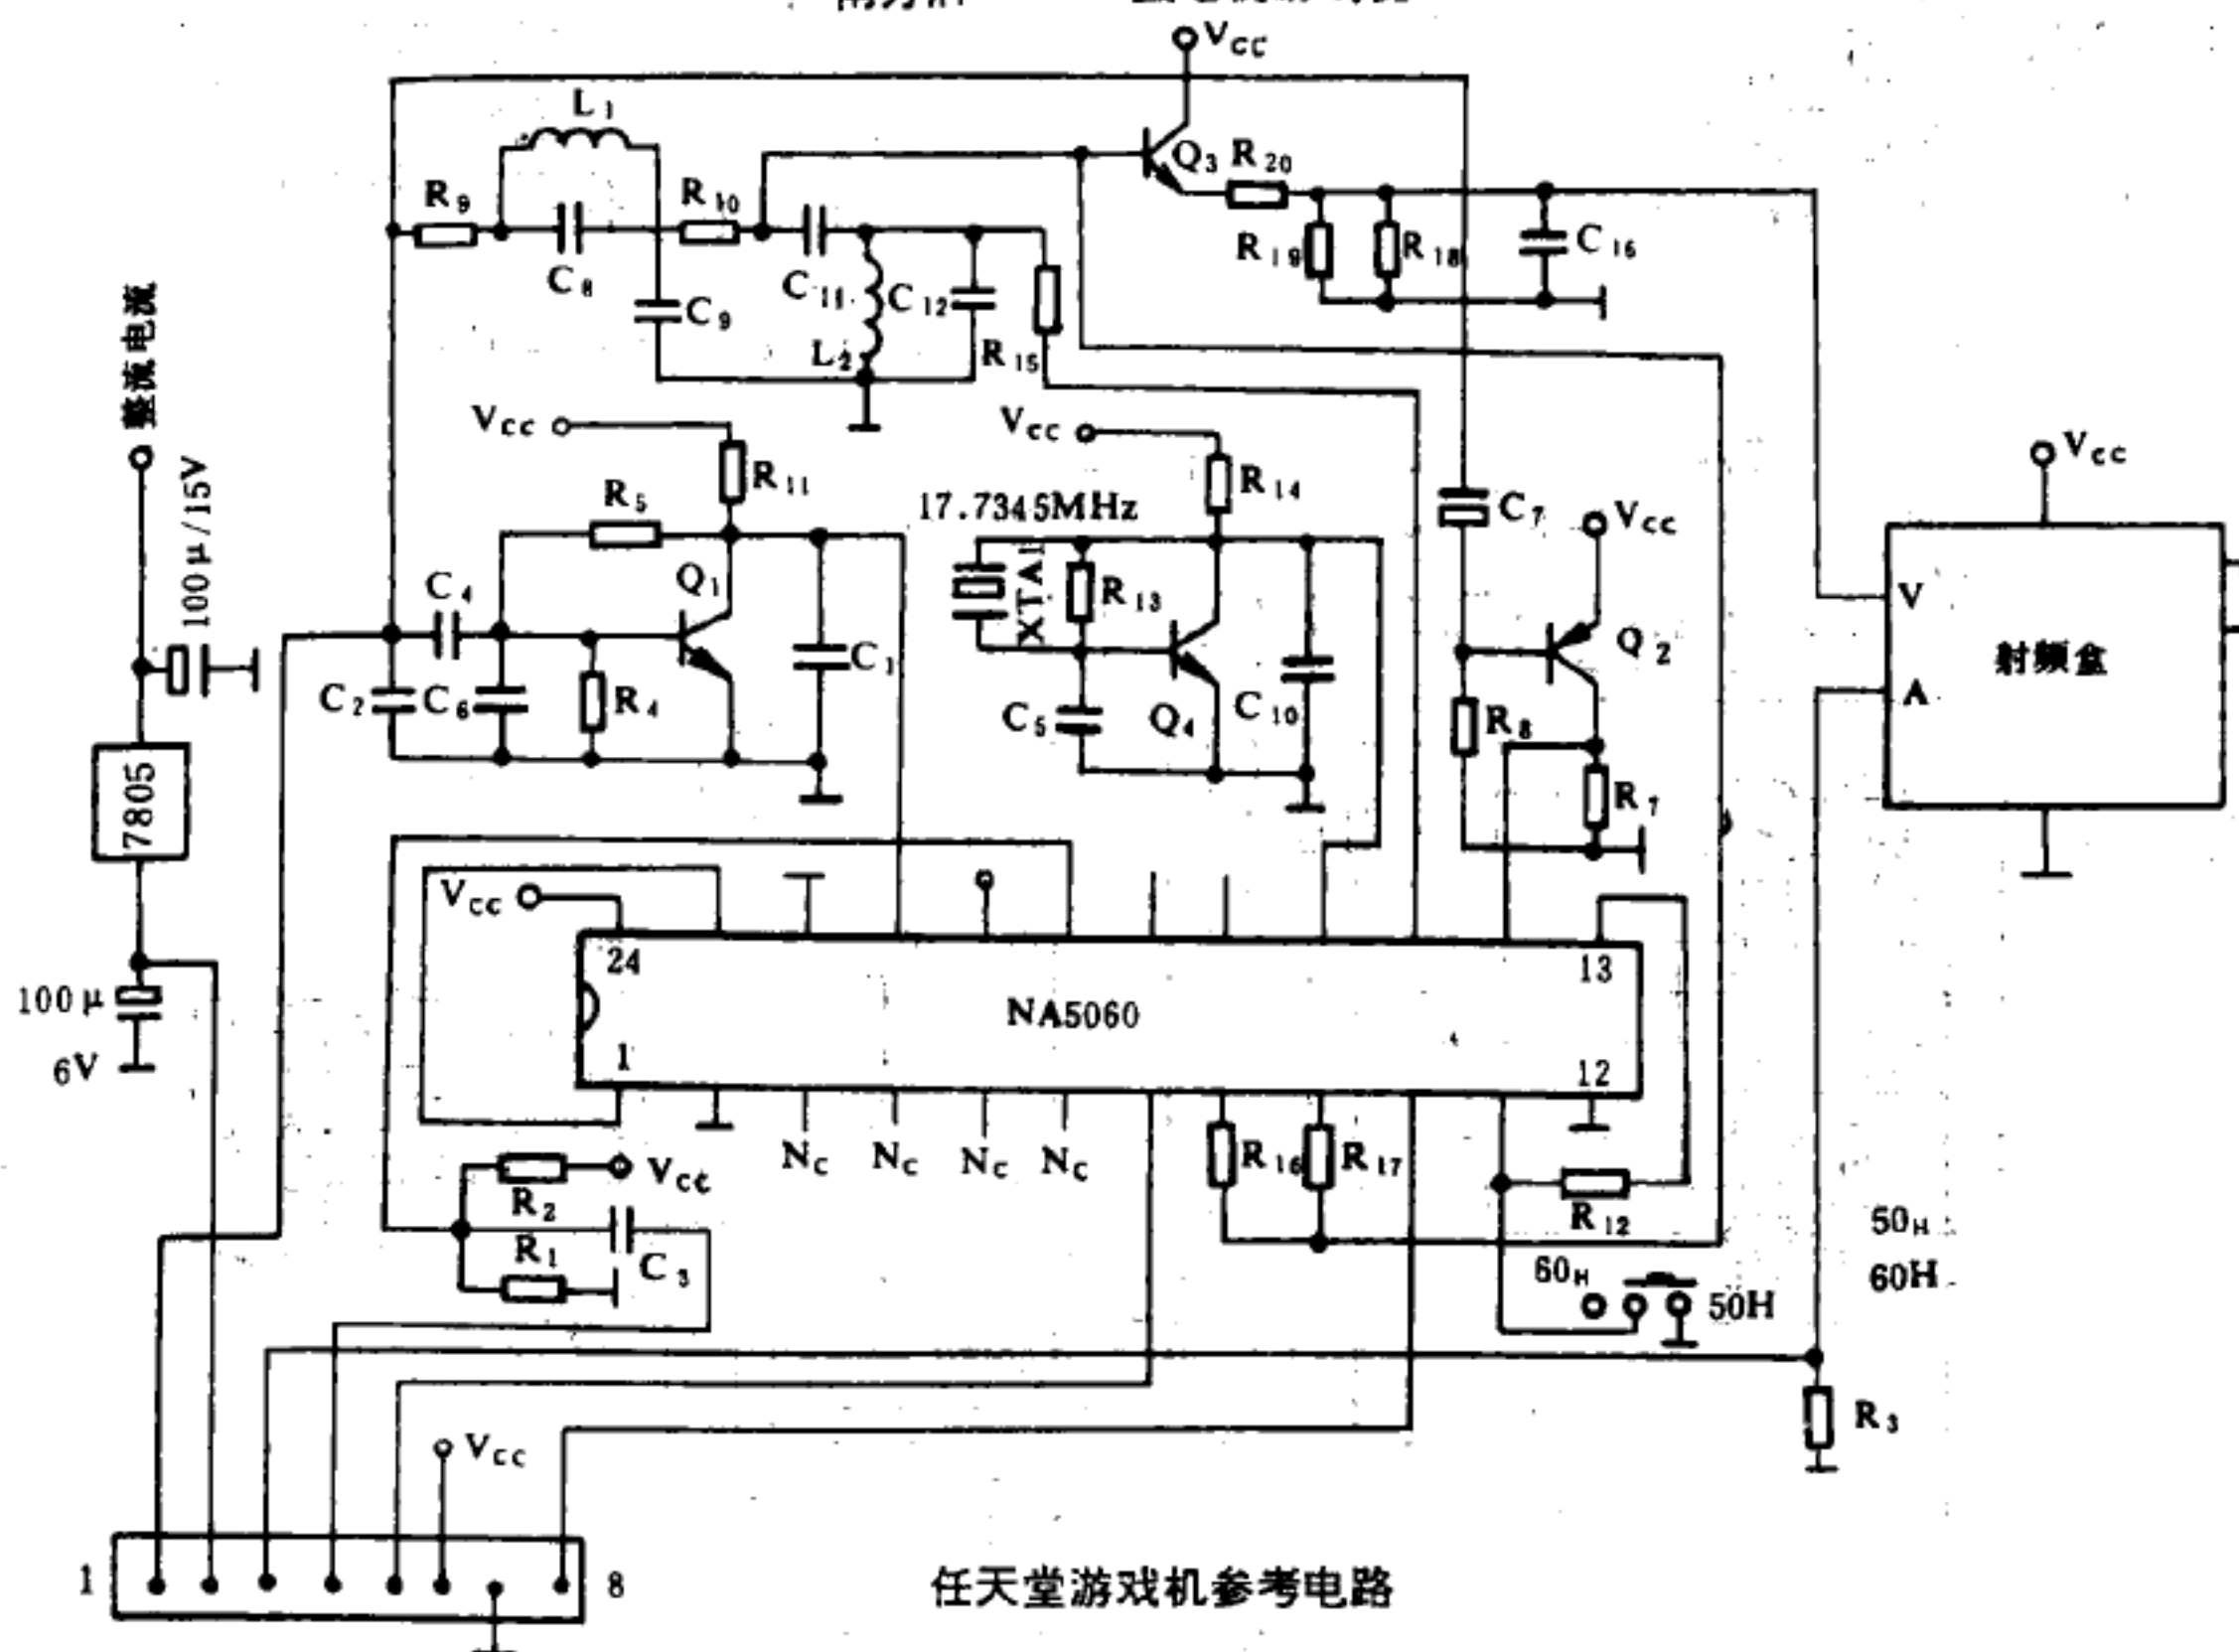 Vcc
L1
Q3
R20
R9
R10
C8
C11
C12
C9
L2
R15
R19
R18
C16
整流电流
100μ/15V
Vcc
R11
R5
Vcc
R14
17.7345MHz
XTAl
R13
C7
Vcc
Vcc
C4
Q1
C2
C6
R4
C1
C5
Q4
C10
Q2
R8
R7
V
A
射频盒
7805
Vcc
24
13
NA5060
1
12
100μ
6V
Nc
Nc
Nc
Nc
R16
R17
R12
R2
Vcc
R1
C3
60H
50H
50H
60H
R3
Vcc
1
8
任天堂游戏机参考电路